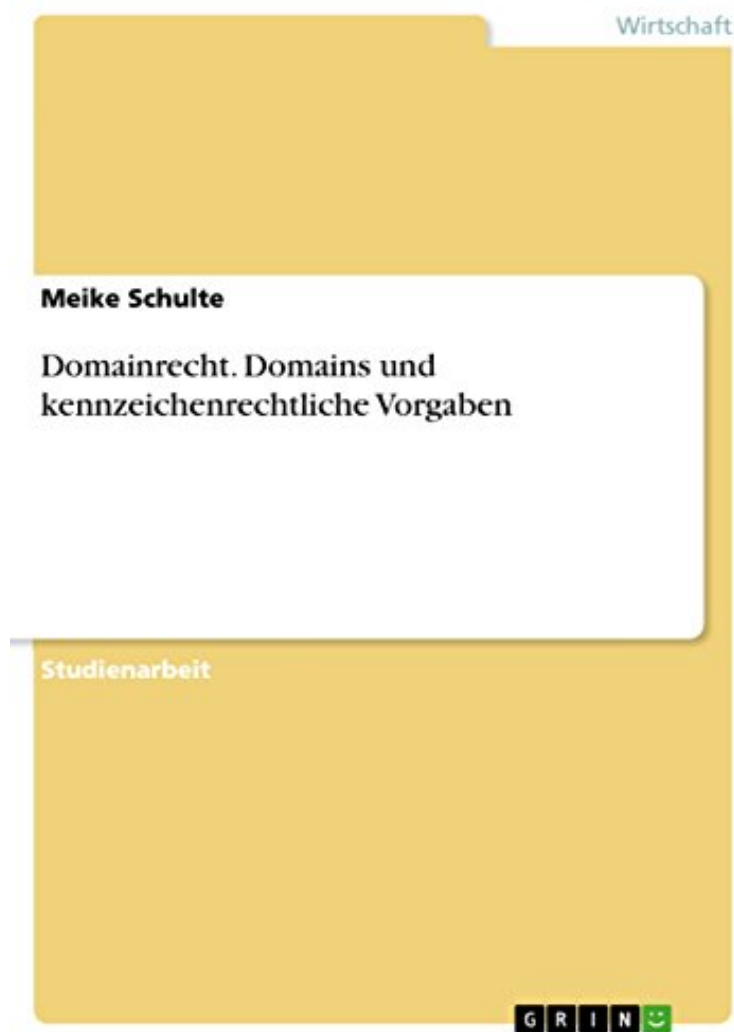 Wirtschaft
Meike Schulte
Domainrecht. Domains und
kennzeichenrechtliche Vorgaben
Studienarbeit
GRIN